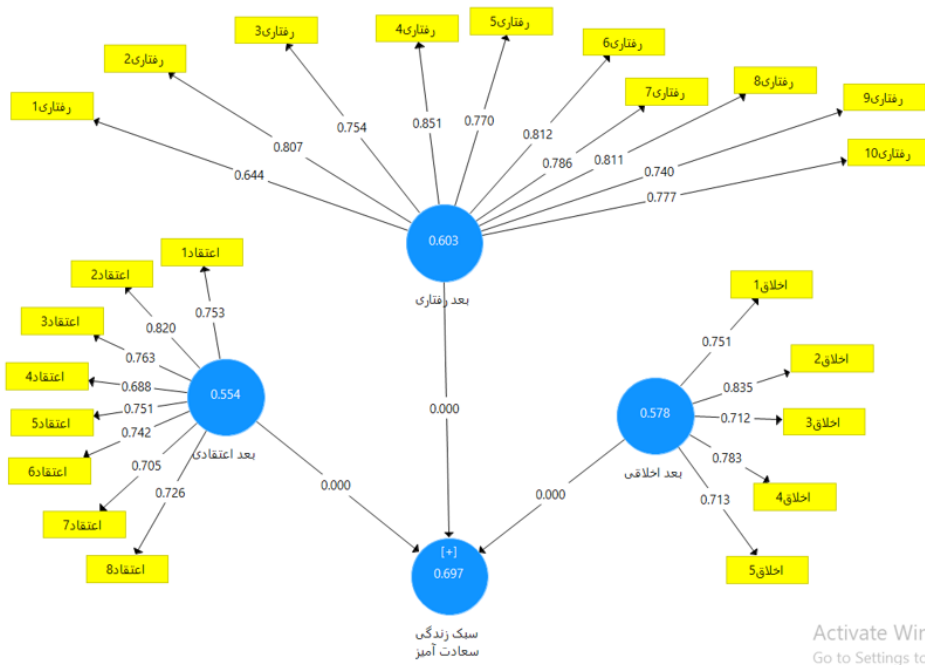 رفتاری1
رفتاری2
رفتاری3
رفتاری4
رفتاری5
رفتاری6
رفتاری7
رفتاری8
رفتاری9
رفتاری10
0.644
0.807
0.754
0.851
0.770
0.812
0.786
0.811
0.740
0.777
0.603
بعد رفتاری
اعتقاد1
اعتقاد2
اعتقاد3
اعتقاد4
اعتقاد5
اعتقاد6
اعتقاد7
اعتقاد8
0.753
0.820
0.763
0.688
0.751
0.742
0.705
0.726
0.554
بعد اعتقادی
اخلاق1
اخلاق2
اخلاق3
اخلاق4
اخلاق5
0.751
0.835
0.712
0.783
0.713
0.578
بعد اخلاقی
0.000
0.000
0.000
[+]
0.697
سبک زندگی
سعادت آمیز
Activate Wir
Go to Settings to